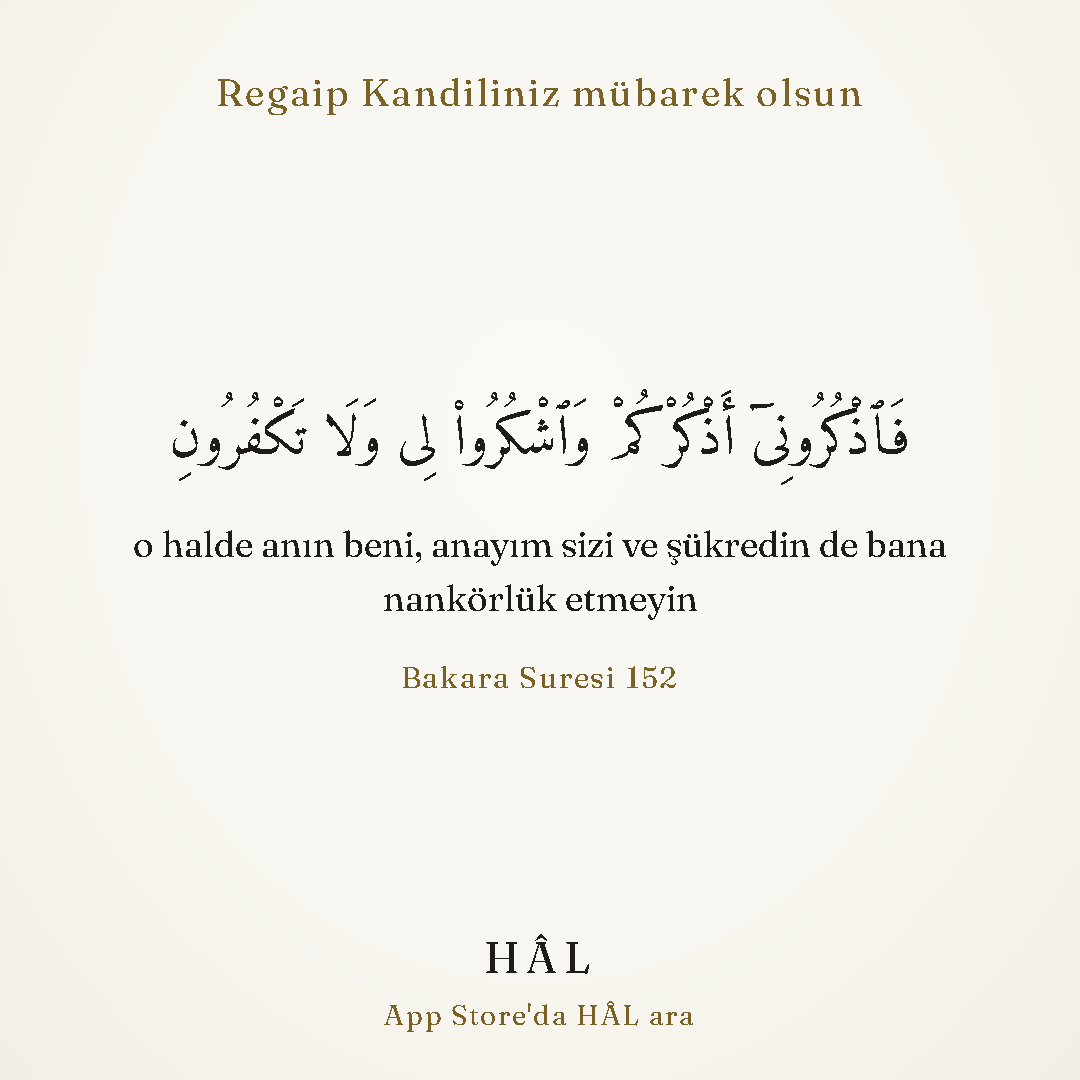 Regaip Kandiliniz mübarek olsun
فَٱذْكُرُونِىٓ أَذْكُرْكُمْ وَٱشْكُرُوا۟ لِى وَلَا تَكْفُرُونِ
o halde anın beni, anayım sizi ve şükredin de bana
nankörlük etmeyin
Bakara Suresi 152
HÂL
App Store'da HÂL ara